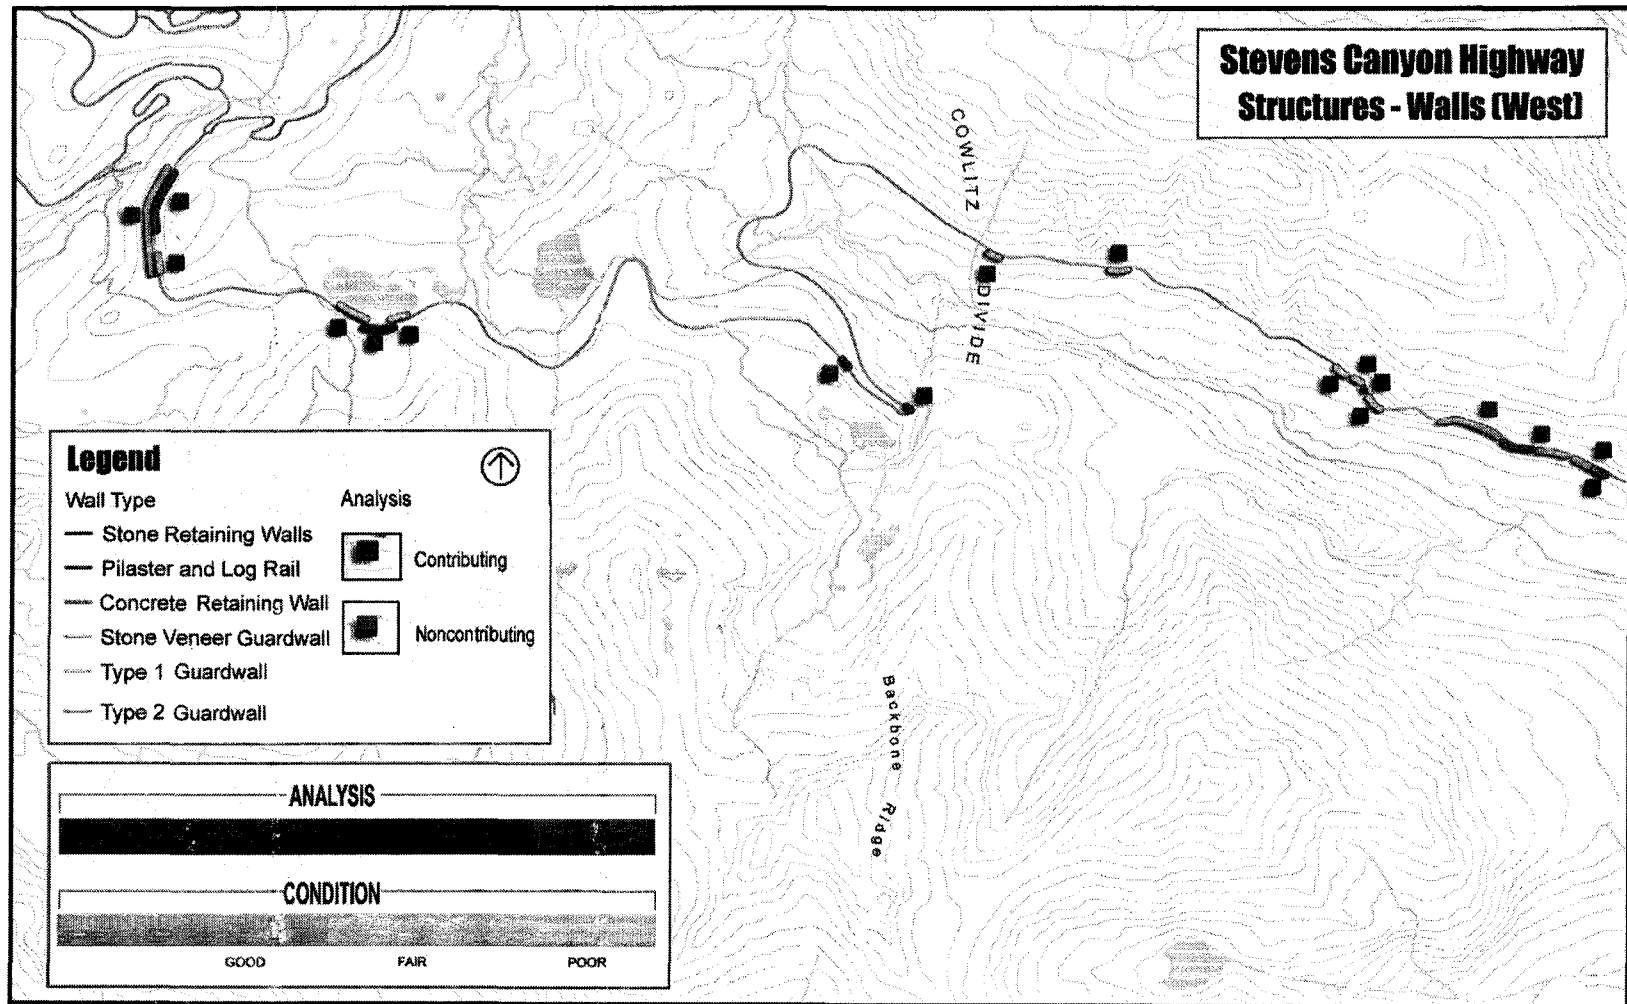 Stevens Canyon Highway
Structures - Walls (West)
COWLITZ
DIVIDE
Legend
Wall Type
Analysis
Stone Retaining Walls
Pilaster and Log Rail
Contributing
Concrete Retaining Wall
Stone Veneer Guardwall
Noncontributing
Type 1 Guardwall
Type 2 Guardwall
Backbone Ridge
ANALYSIS
CONDITION
GOOD FAIR POOR